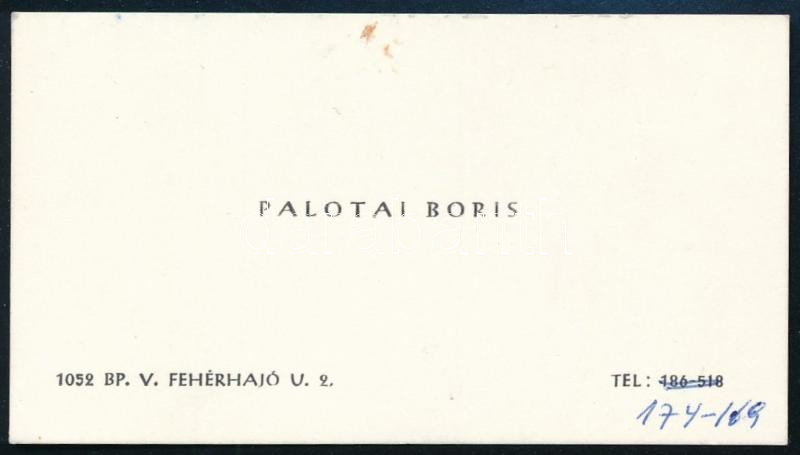 PALOTAI BORIS
1052 BP. V. FEHÉRHAJÓ U. 2.
TEL: 186-518
174-169